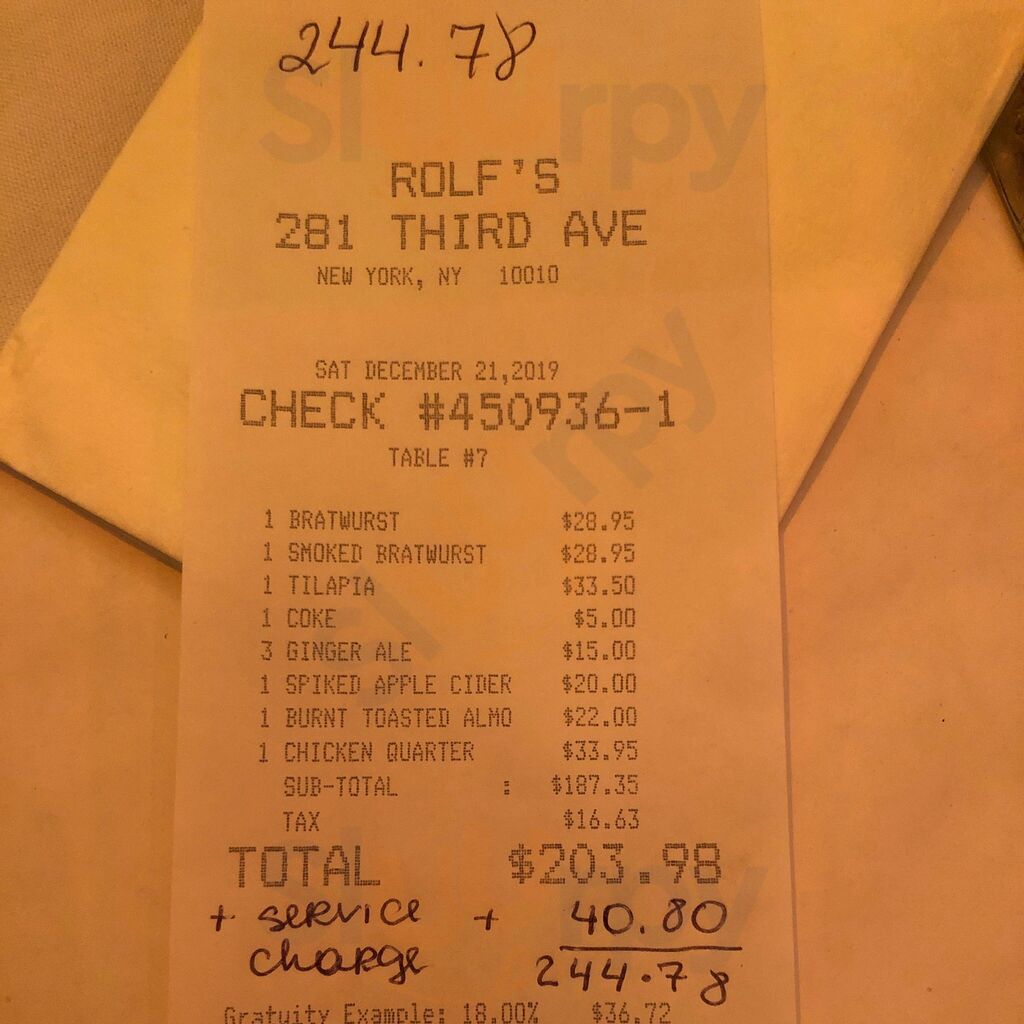 244.78
ROLF'S
281 THIRD AVE
NEW YORK, NY 10010
SAT DECEMBER 21,2019
CHECK #450936-1
TABLE #7
1 BRATWURST $28.95
1 SMOKED BRATWURST $28.95
1 TILAPIA $33.50
1 COKE $5.00
3 GINGER ALE $15.00
1 SPIKED APPLE CIDER $20.00
1 BURNT TOASTED ALMO $22.00
1 CHICKEN QUARTER $33.95
SUB-TOTAL : $187.35
TAX $16.63
TOTAL $203.98
+ service + 40.80
charge 244.78
Gratuity Example: 18.00% $36.72